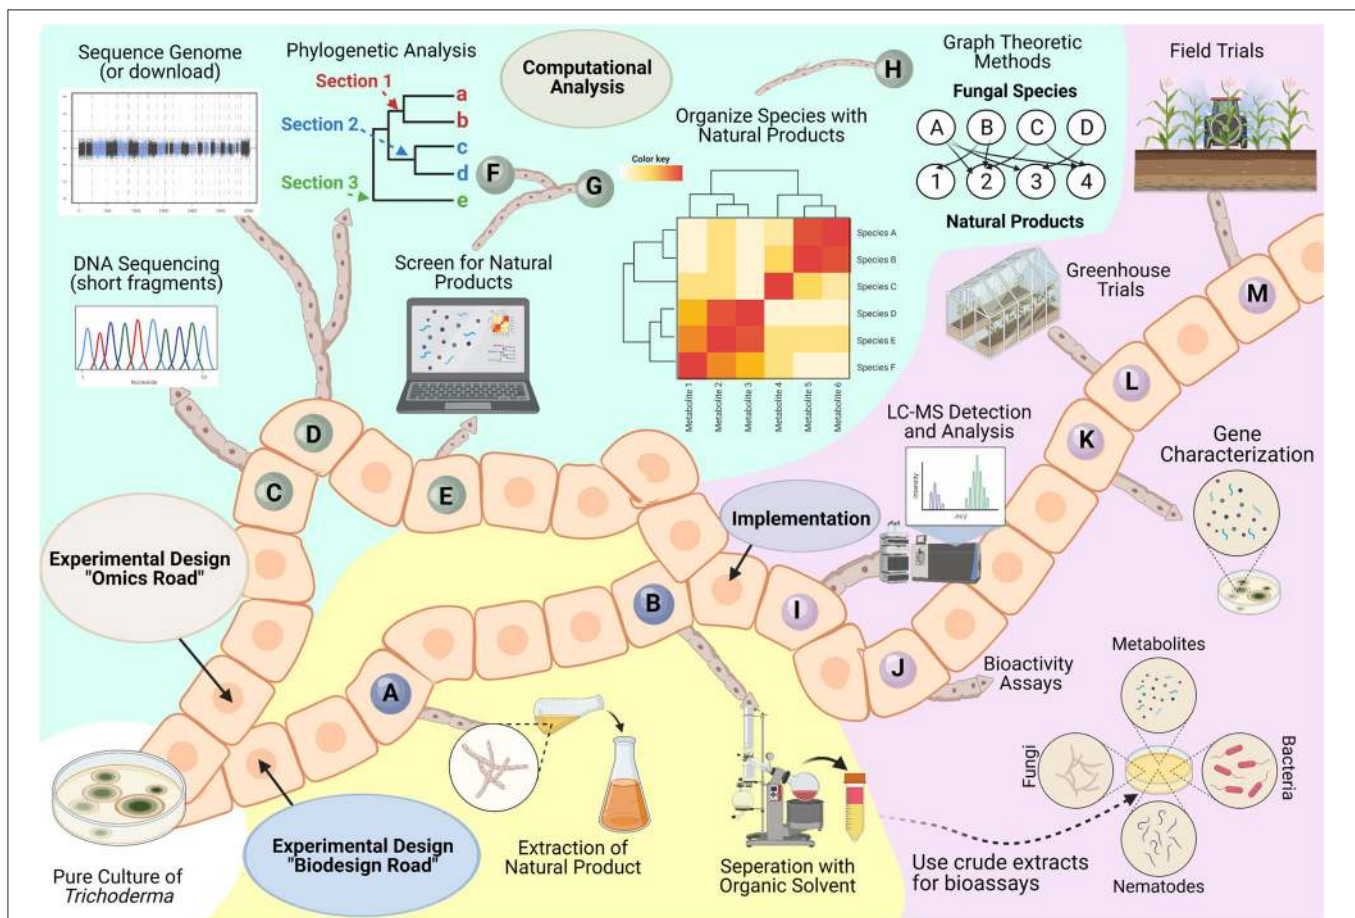 Sequence Genome
(or download)
Phylogenetic Analysis
Section 1
Section 2
Section 3
a
b
c
d
e
Computational
Analysis
H
Graph Theoretic
Methods
Fungal Species
A B C D
1 2 3 4
Natural Products
Field Trials
Organize Species with
Natural Products
Color key
F
G
Species A
Species B
Species C
Species D
Species E
Species F
Metabolite 1
Metabolite 2
Metabolite 3
Metabolite 4
Metabolite 5
Metabolite 6
DNA Sequencing
(short fragments)
Nucleotide
Screen for Natural
Products
Greenhouse
Trials
M
L
K
LC-MS Detection
and Analysis
Intensity
m/z
Gene
Characterization
D
C
E
Experimental Design
"Omics Road"
Implementation
B
I
J
A
Bioactivity
Assays
Metabolites
Fungi
Bacteria
Nematodes
Pure Culture of
Trichoderma
Experimental Design
"Biodesign Road"
Extraction of
Natural Product
Seperation with
Organic Solvent
Use crude extracts
for bioassays